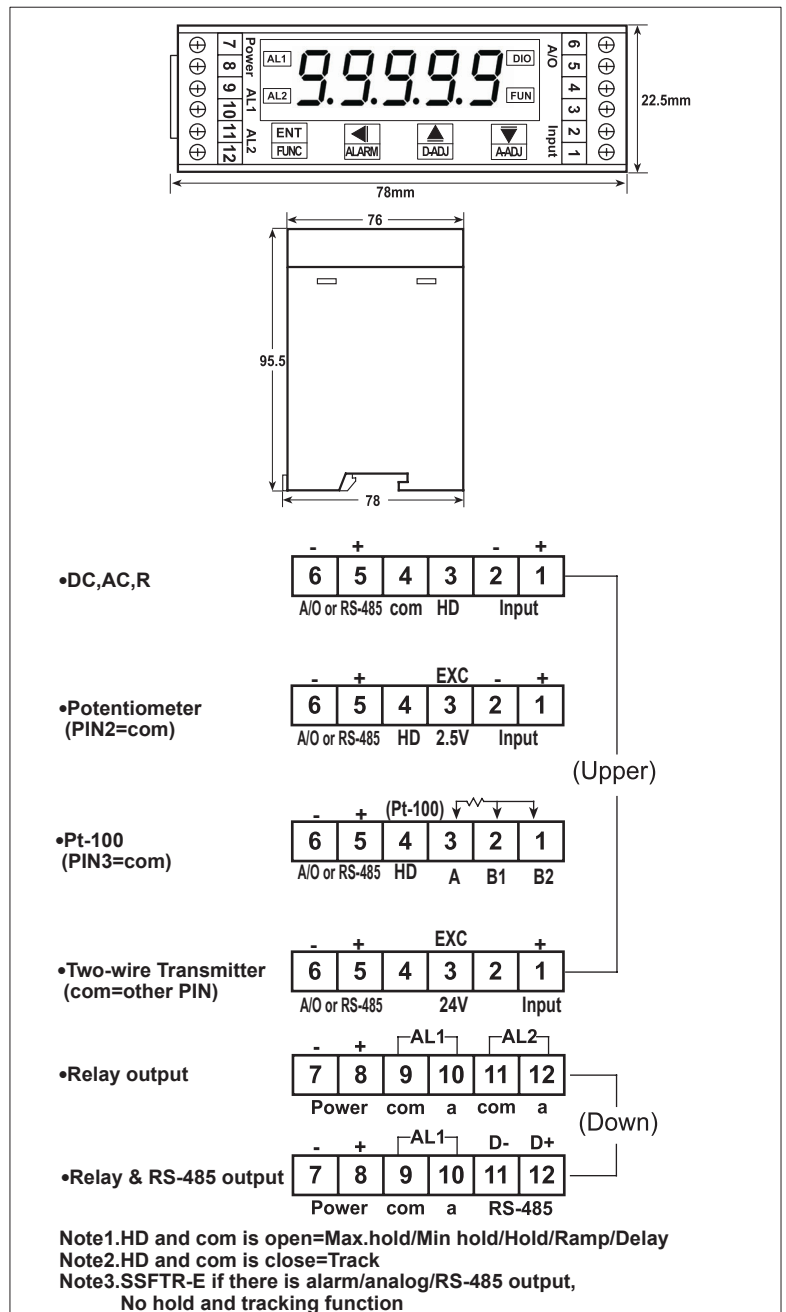 7 8 9 10 11 12
Power AL1 AL2
AL1
AL2
9.9.9.9.9
DIO
FUN
ENT
FUNC
ALARM
D-ADJ
A-ADJ
A/O Input
6 5 4 3 2 1
22.5mm
78mm
76
95.5
78
- + - +
•DC,AC,R
6 5 4 3 2 1
A/O or RS-485 com HD Input
- + EXC - +
•Potentiometer
(PIN2=com)
6 5 4 3 2 1
A/O or RS-485 HD 2.5V Input
(Upper)
- + (Pt-100)
•Pt-100
(PIN3=com)
6 5 4 3 2 1
A/O or RS-485 HD A B1 B2
- + EXC +
•Two-wire Transmitter
(com=other PIN)
6 5 4 3 2 1
A/O or RS-485 24V Input
- + AL1 AL2
•Relay output
7 8 9 10 11 12
Power com a com a
(Down)
- + AL1 D- D+
•Relay & RS-485 output
7 8 9 10 11 12
Power com a RS-485
Note1.HD and com is open=Max.hold/Min hold/Hold/Ramp/Delay
Note2.HD and com is close=Track
Note3.SSFTR-E if there is alarm/analog/RS-485 output,
No hold and tracking function